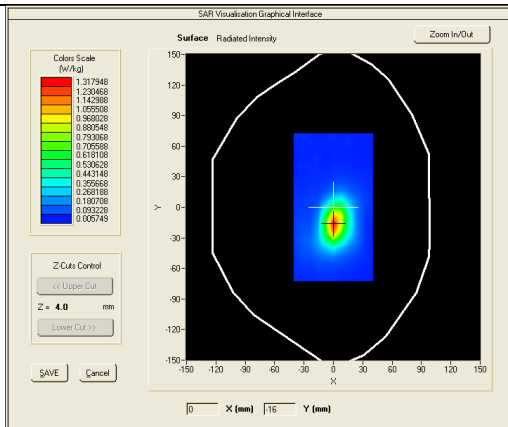 SAR Visualisation Graphical Interface
Surface Radiated Intensity
Zoom In/Out
Colors Scale
(W/kg)
1.317948
1.230468
1.142988
1.055508
0.968028
0.880548
0.793068
0.705588
0.618108
0.530628
0.443148
0.355668
0.268188
0.180708
0.093228
0.005749
Z-Cuts Control
<< Upper Cut
Z = 4.0 mm
Lower Cut >>
SAVE
Cancel
150-
120-
90-
60-
30-
0-
-30-
-60-
-90-
-120-
-150-
Y
-150 -120 -90 -60 -30 0 30 60 90 120 150
X
0 X (mm) -16 Y (mm)